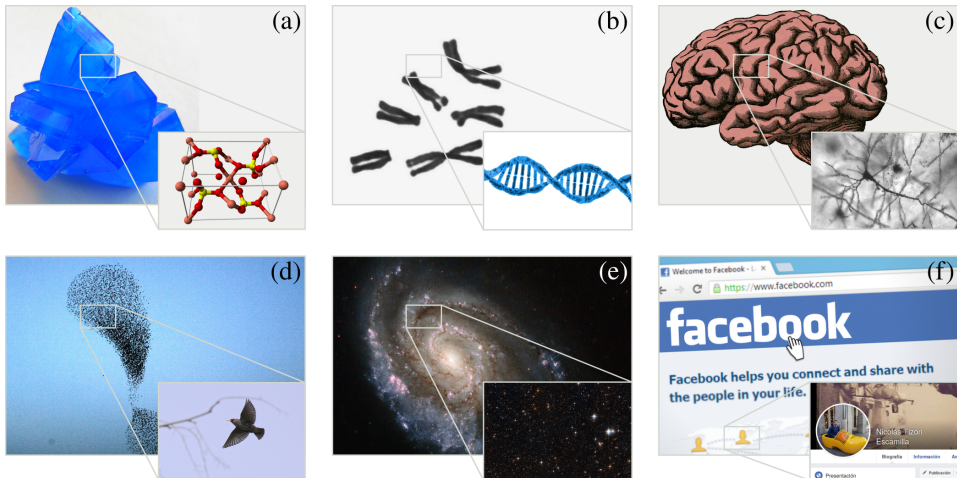 (a)
(b)
(c)
(d)
(e)
(f)
Welcome to Facebook - L
https://www.facebook.com
facebook
Facebook helps you connect and share with
the people in your life.
Nicolás Tizón
Escamilla
Biografía Información
Presentación
Publicación